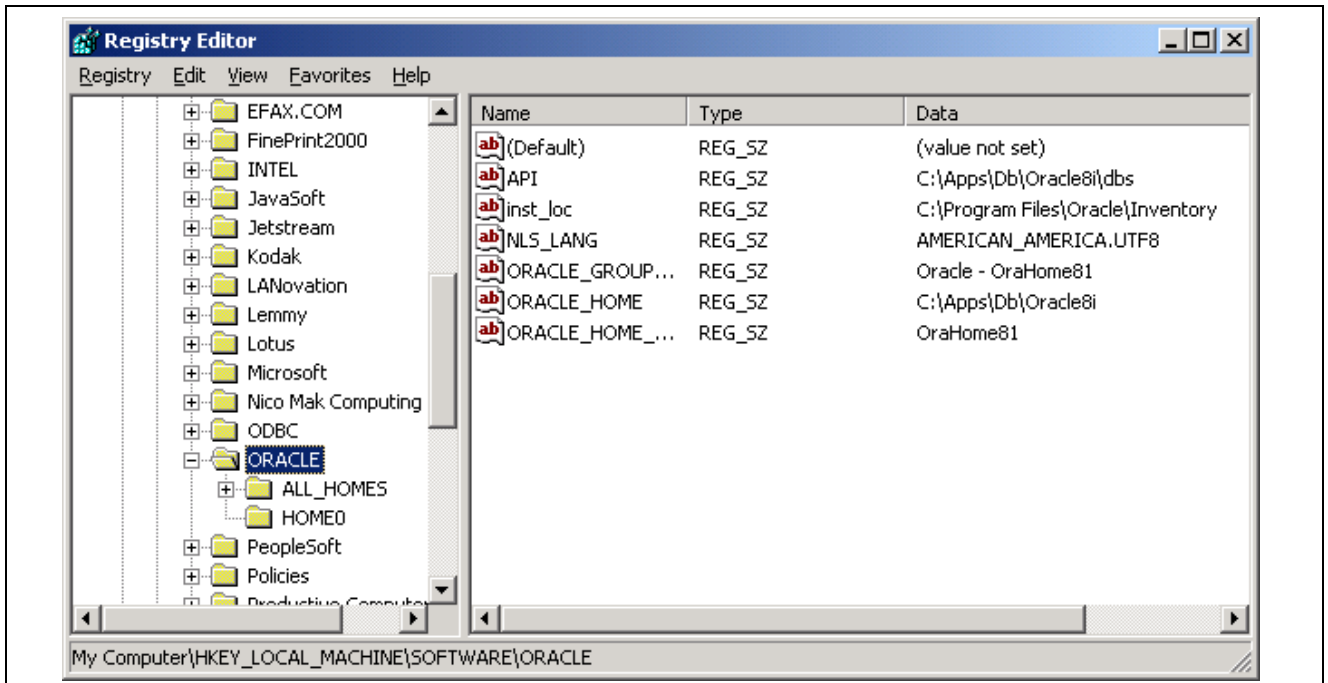 Registry Editor
Registry Edit View Favorites Help
EFAX.COM
FinePrint2000
INTEL
JavaSoft
Jetstream
Kodak
LANovation
Lemmy
Lotus
Microsoft
Nico Mak Computing
ODBC
ORACLE
ALL_HOMES
HOME0
PeopleSoft
Policies
Productive Computer
Name Type Data
(Default) REG_SZ (value not set)
API REG_SZ C:\Apps\Db\Oracle8i\dbs
inst_loc REG_SZ C:\Program Files\Oracle\Inventory
NLS_LANG REG_SZ AMERICAN_AMERICA.UTF8
ORACLE_GROUP... REG_SZ Oracle - OraHome81
ORACLE_HOME REG_SZ C:\Apps\Db\Oracle8i
ORACLE_HOME_... REG_SZ OraHome81
My Computer\HKEY_LOCAL_MACHINE\SOFTWARE\ORACLE